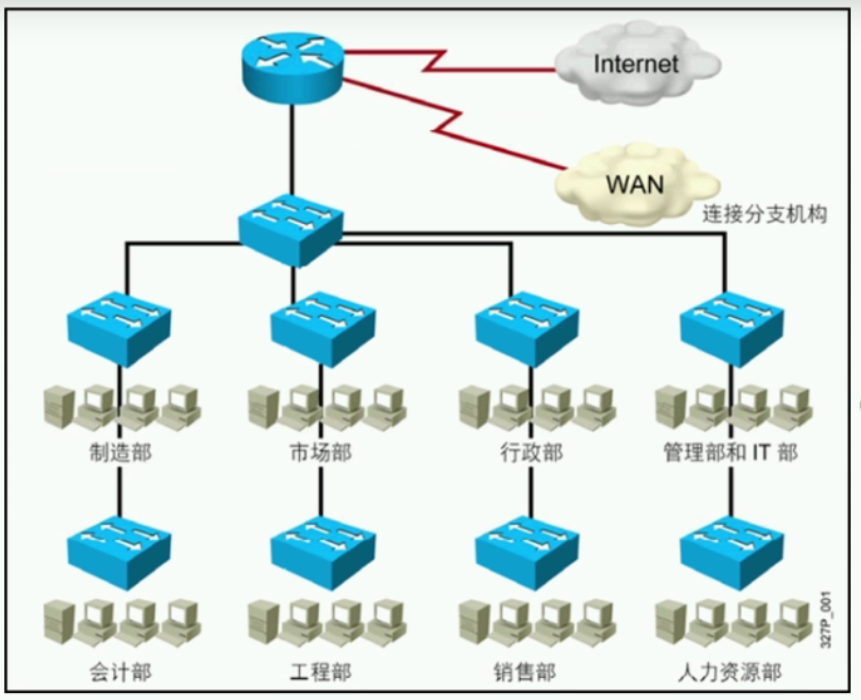 Internet
WAN
连接分支机构
制造部
市场部
行政部
管理部和 IT 部
会计部
工程部
销售部
人力资源部
327P_001